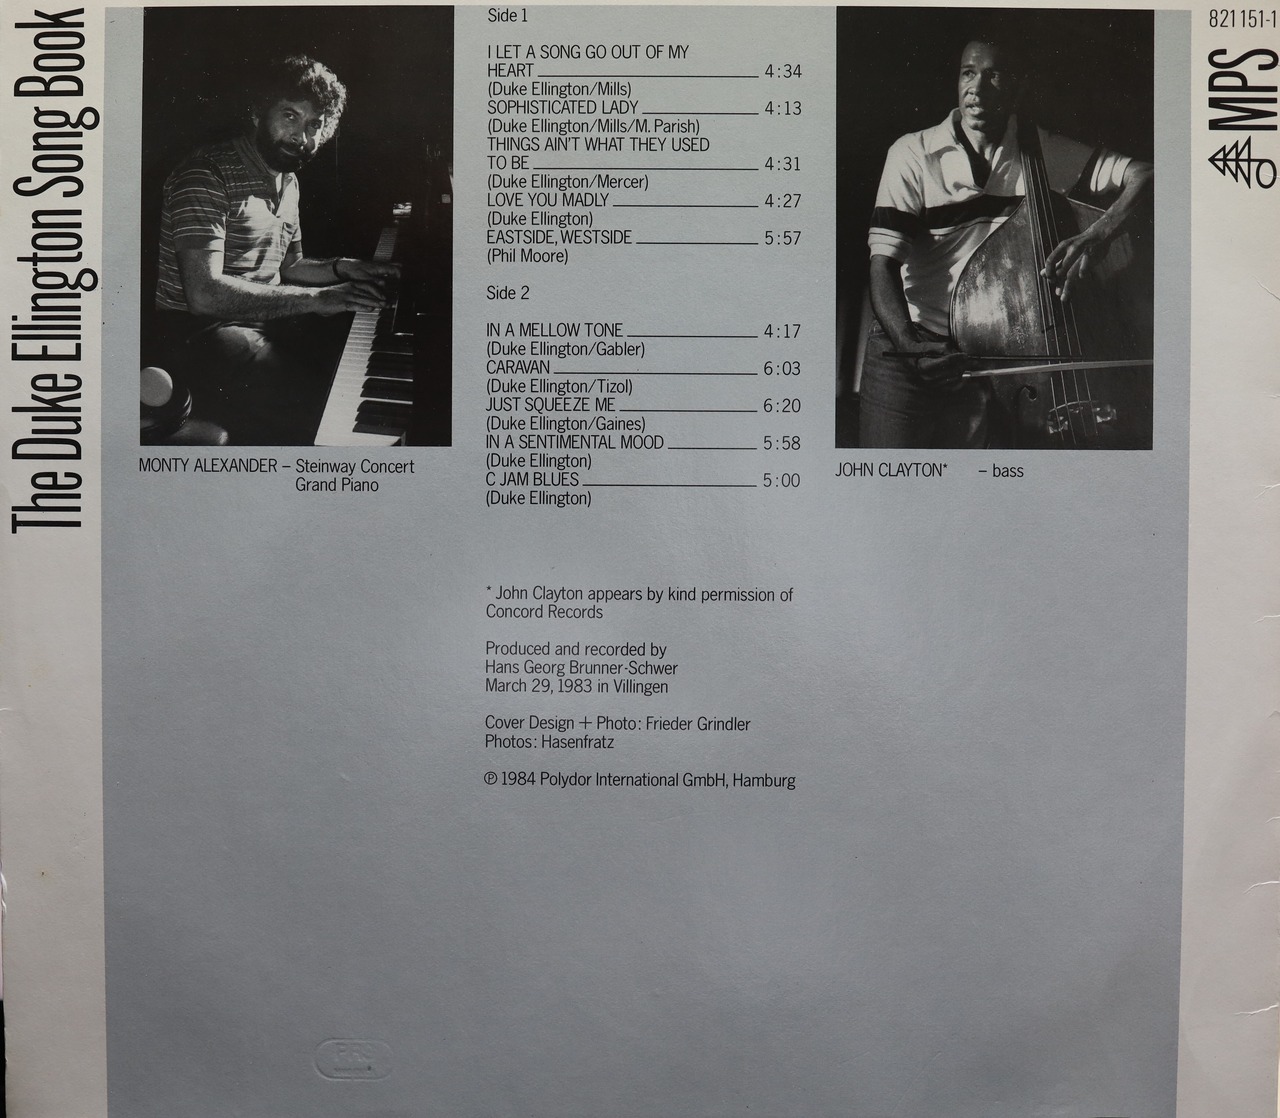 The Duke Ellington Song Book
Side 1
I LET A SONG GO OUT OF MY
HEART 4:34
(Duke Ellington/Mills)
SOPHISTICATED LADY 4:13
(Duke Ellington/Mills/M. Parish)
THINGS AIN'T WHAT THEY USED
TO BE 4:31
(Duke Ellington/Mercer)
LOVE YOU MADLY 4:27
(Duke Ellington)
EASTSIDE, WESTSIDE 5:57
(Phil Moore)
Side 2
IN A MELLOW TONE 4:17
(Duke Ellington/Gabler)
CARAVAN 6:03
(Duke Ellington/Tizol)
JUST SQUEEZE ME 6:20
(Duke Ellington/Gaines)
IN A SENTIMENTAL MOOD 5:58
(Duke Ellington)
C JAM BLUES 5:00
(Duke Ellington)
MONTY ALEXANDER – Steinway Concert
Grand Piano
JOHN CLAYTON* – bass
* John Clayton appears by kind permission of
Concord Records
Produced and recorded by
Hans Georg Brunner-Schwer
March 29, 1983 in Villingen
Cover Design + Photo: Frieder Grindler
Photos: Hasenfratz
℗ 1984 Polydor International GmbH, Hamburg
821 151-1
MPS